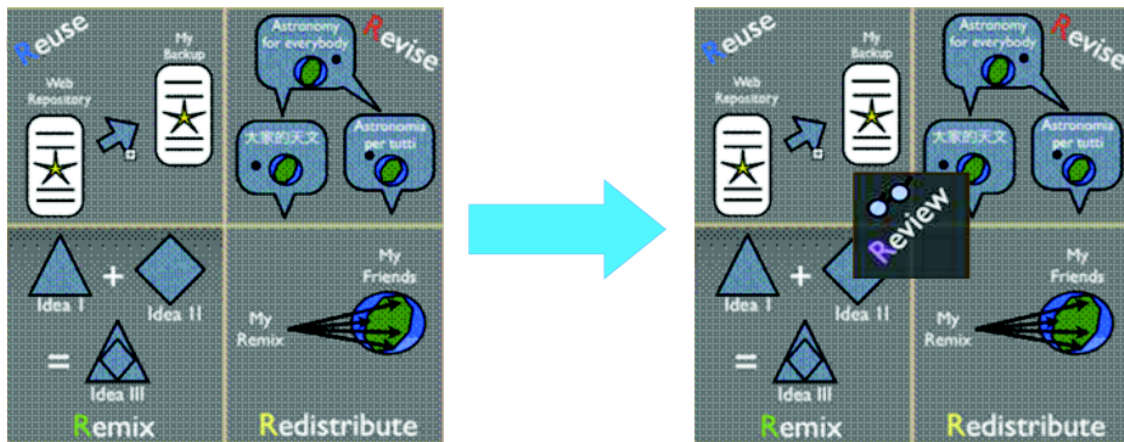 Reuse
My
Backup
Web
Repository
Astronomy
for everybody
Revise
大家的天文
Astronomia
per tutti
+
Idea I
Idea II
=
Idea III
Remix
My
Friends
My
Remix
Redistribute
Reuse
My
Backup
Web
Repository
Astronomy
for everybody
Revise
大家的天文
Astronomia
per tutti
Review
+
Idea I
Idea II
=
Idea III
Remix
My
Friends
My
Remix
Redistribute